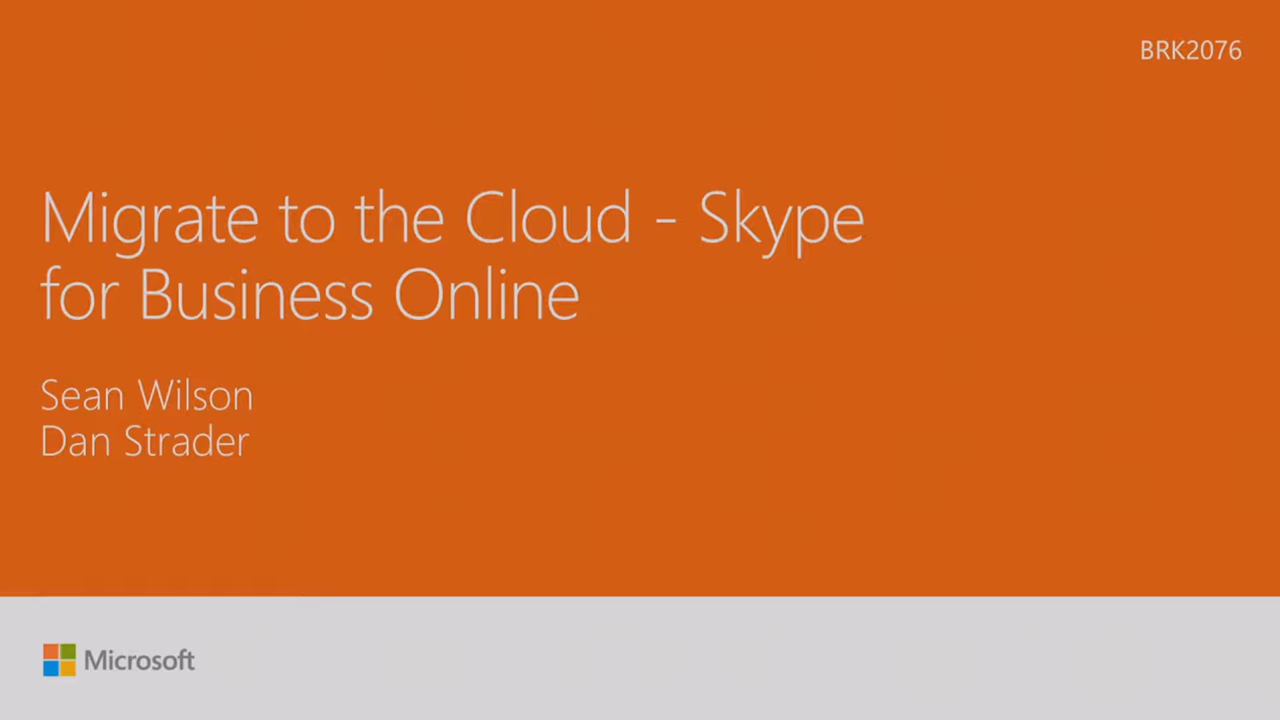 BRK2076
Migrate to the Cloud - Skype
for Business Online
Sean Wilson
Dan Strader
Microsoft